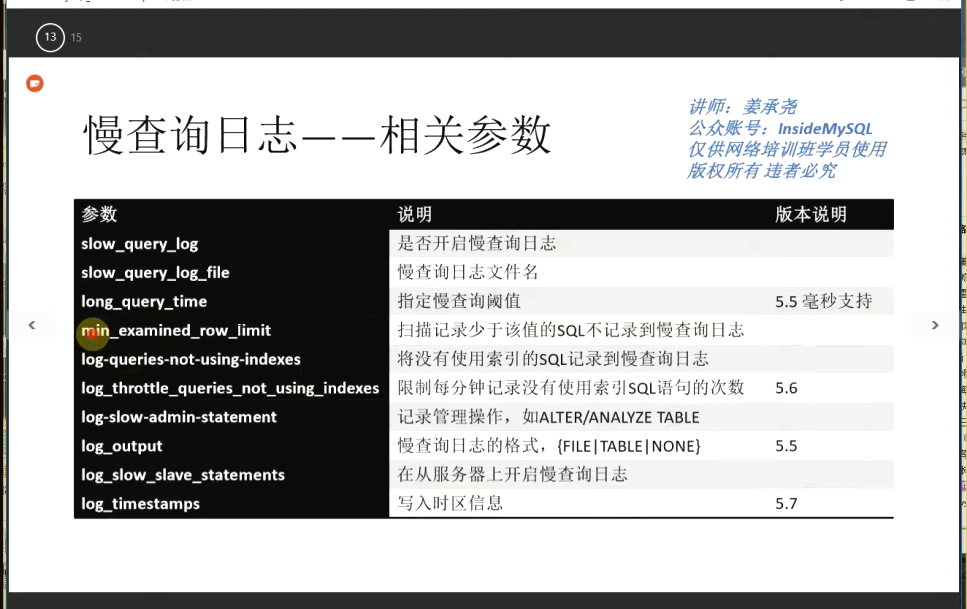 13 15
慢查询日志——相关参数
讲师：姜承尧
公众账号：InsideMySQL
仅供网络培训班学员使用
版权所有 违者必究
参数 说明 版本说明
slow_query_log 是否开启慢查询日志
slow_query_log_file 慢查询日志文件名
long_query_time 指定慢查询阈值 5.5 毫秒支持
min_examined_row_limit 扫描记录少于该值的SQL不记录到慢查询日志
log-queries-not-using-indexes 将没有使用索引的SQL记录到慢查询日志
log_throttle_queries_not_using_indexes 限制每分钟记录没有使用索引SQL语句的次数 5.6
log-slow-admin-statement 记录管理操作，如ALTER/ANALYZE TABLE
log_output 慢查询日志的格式，{FILE|TABLE|NONE} 5.5
log_slow_slave_statements 在从服务器上开启慢查询日志
log_timestamps 写入时区信息 5.7